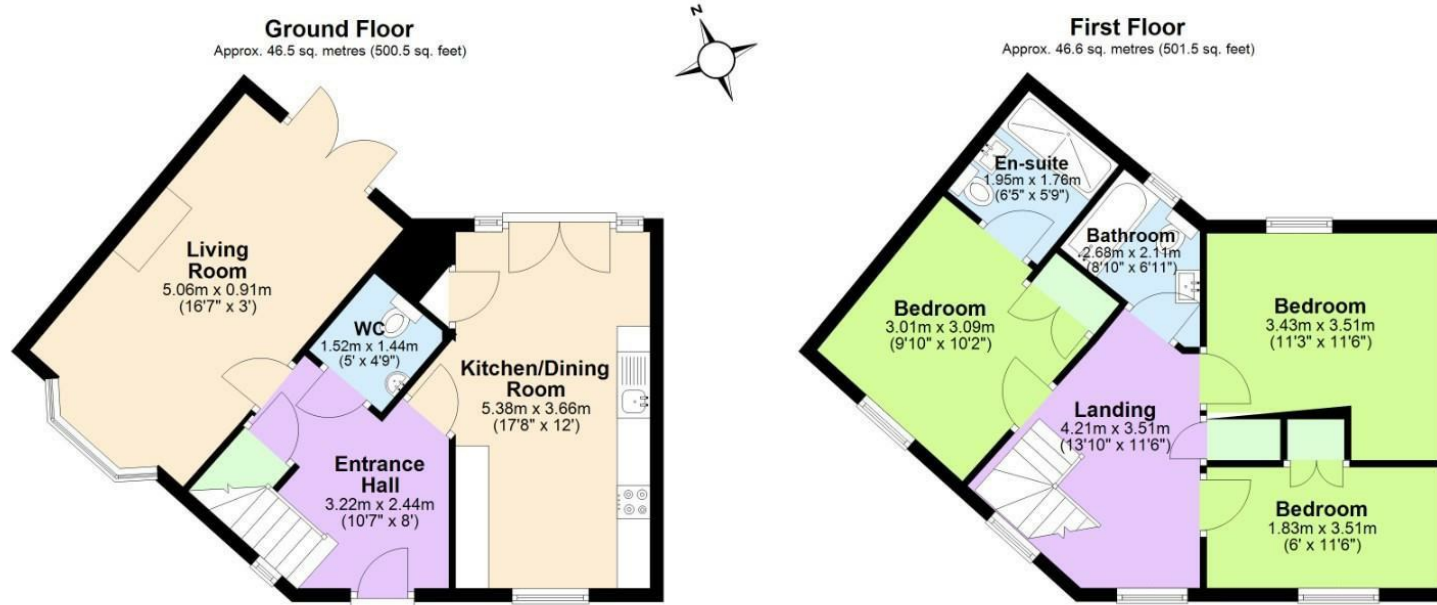 Ground Floor
Approx. 46.5 sq. metres (500.5 sq. feet)
N
First Floor
Approx. 46.6 sq. metres (501.5 sq. feet)
Living
Room
5.06m x 0.91m
(16'7" x 3')
WC
1.52m x 1.44m
(5' x 4'9")
Kitchen/Dining
Room
5.38m x 3.66m
(17'8" x 12')
Entrance
Hall
3.22m x 2.44m
(10'7" x 8')
En-suite
1.95m x 1.76m
(6'5" x 5'9")
Bathroom
2.68m x 2.11m
(8'10" x 6'11")
Bedroom
3.01m x 3.09m
(9'10" x 10'2")
Bedroom
3.43m x 3.51m
(11'3" x 11'6")
Landing
4.21m x 3.51m
(13'10" x 11'6")
Bedroom
1.83m x 3.51m
(6' x 11'6")